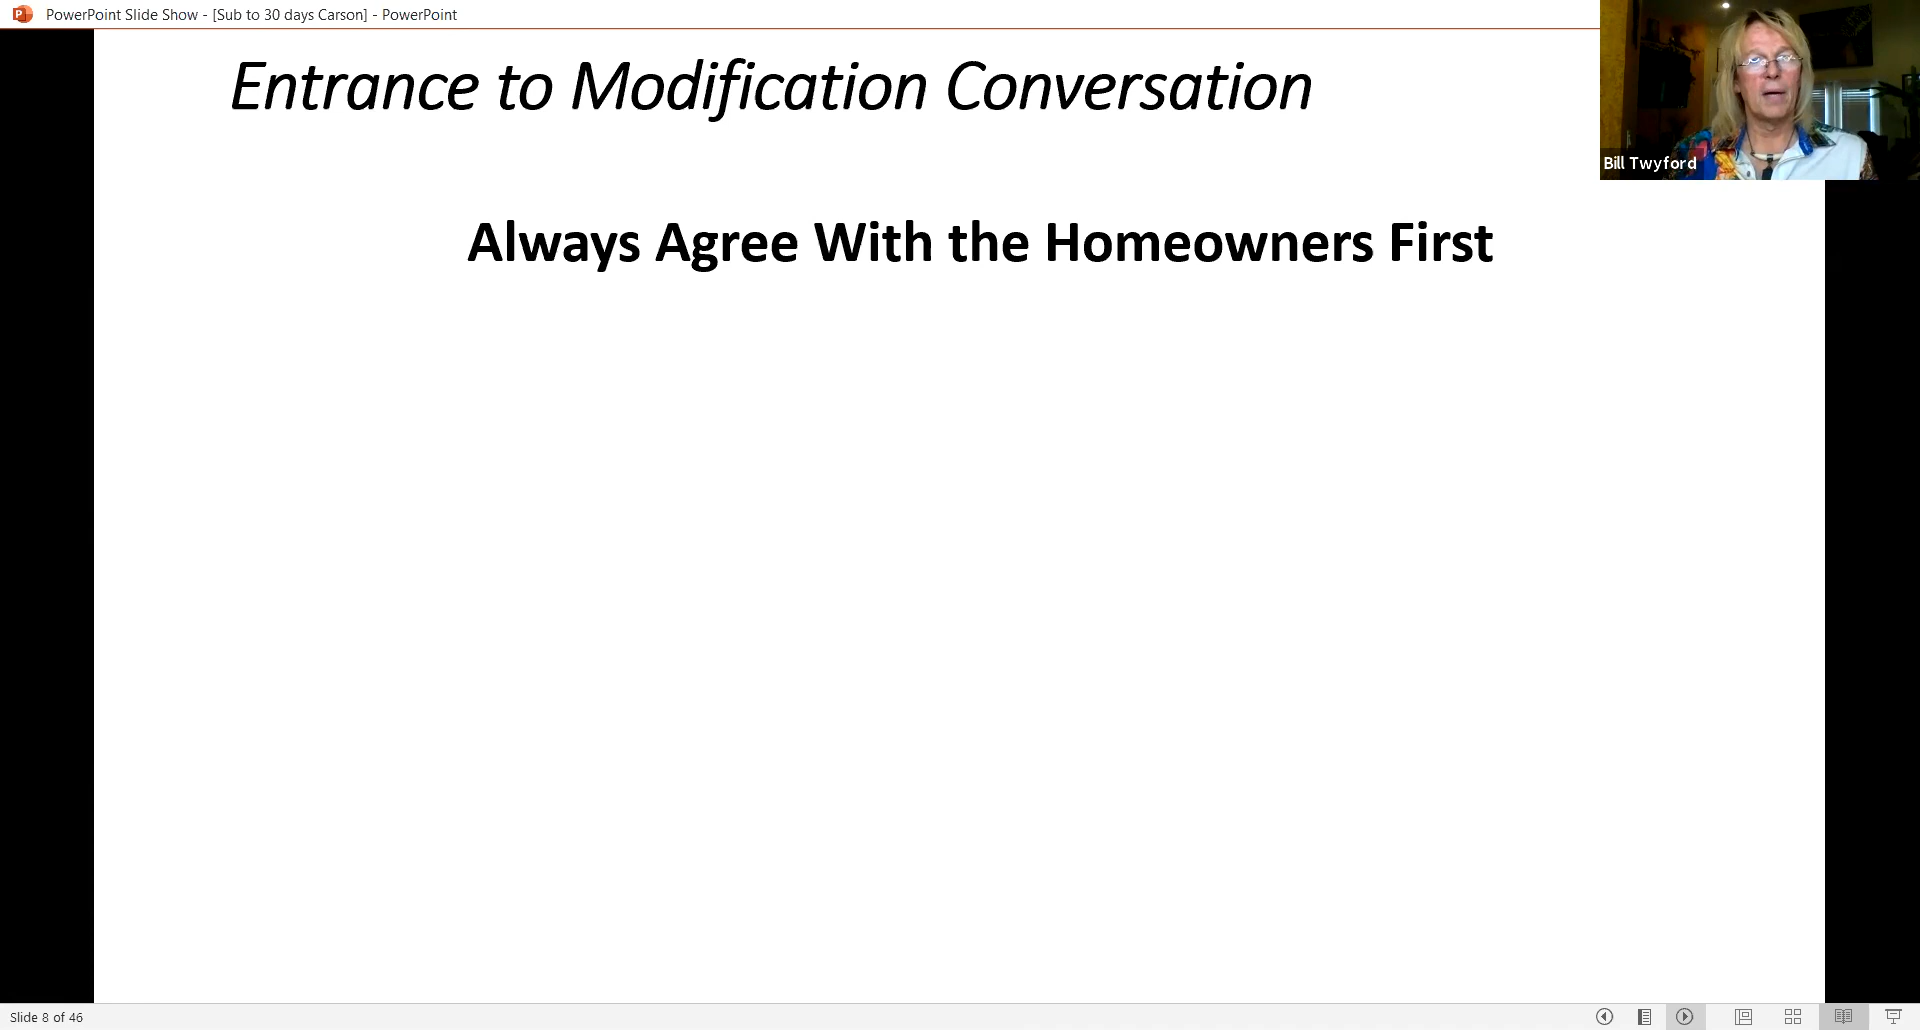 PowerPoint Slide Show - [Sub to 30 days Carson] - PowerPoint
Entrance to Modification Conversation
Bill Twyford
Always Agree With the Homeowners First
Slide 8 of 46